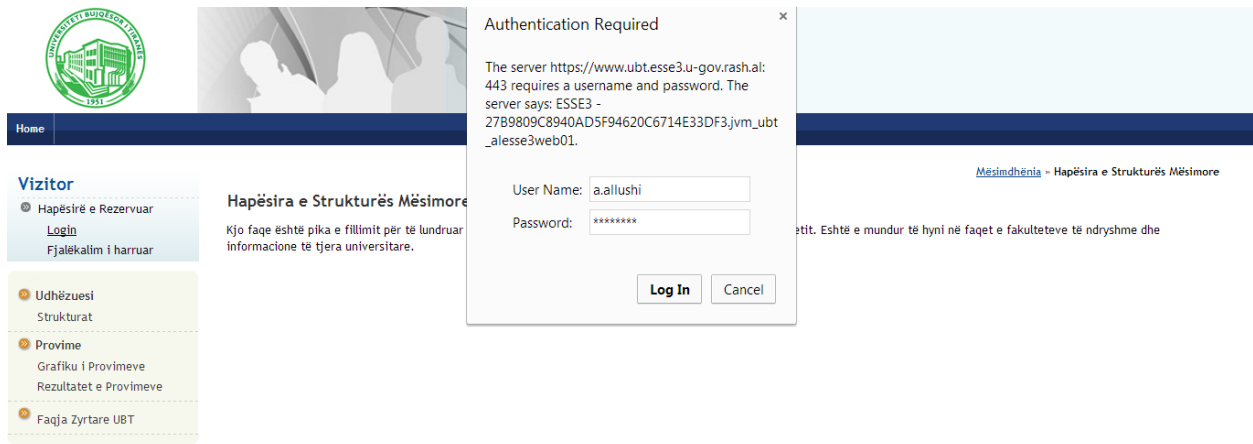 UNIVERSITETI BUJQËSOR I TIRANËS
1951
Authentication Required
×
The server https://www.ubt.esse3.u-gov.rash.al:
443 requires a username and password. The
server says: ESSE3 -
27B9809C8940AD5F94620C6714E33DF3.jvm_ubt
_alesse3web01.
User Name: a.allushi
Password: ********
Log In Cancel
Home
Mësimdhënia » Hapësira e Strukturës Mësimore
Vizitor
Hapësirë e Rezervuar
Login
Fjalëkalim i harruar
Udhëzuesi
Strukturat
Provime
Grafiku i Provimeve
Rezultatet e Provimeve
Faqja Zyrtare UBT
Hapësira e Strukturës Mësimore
Kjo faqe është pika e fillimit për të lundruar etit. Eshtë e mundur të hyni në faqet e fakulteteve të ndryshme dhe
informacione të tjera universitare.